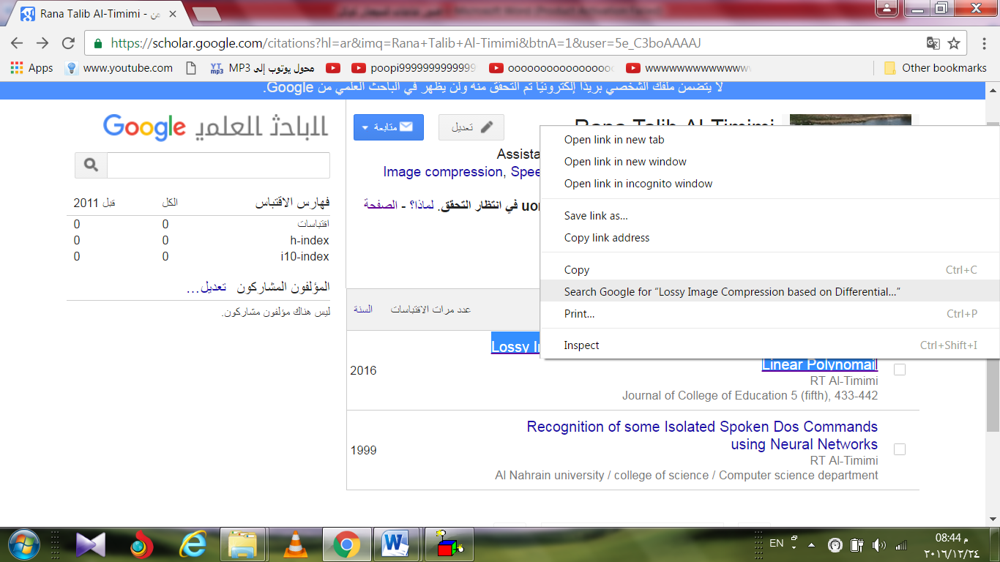 Rana Talib Al-Timimi - من
https://scholar.google.com/citations?hl=ar&imq=Rana+Talib+Al-Timimi&btnA=1&user=5e_C3boAAAAJ
Apps www.youtube.com محول يوتوب إلى MP3 poopi9999999999999 oooooooooooooooo wwwwwwwwwwwwww Other bookmarks
لا يتضمن ملفك الشخصي بريدًا إلكترونيًا تم التحقق منه ولن يظهر في الباحث العلمي من Google.
Google الباحث العلمي
متابعة
تعديل
Rana Talib Al-Timimi
Assista
Image compression, Spee
في انتظار التحقق. لماذا؟ - الصفحة
فهارس الاقتباس الكل قبل 2011
اقتباسات 0 0
h-index 0 0
i10-index 0 0
المؤلفون المشاركون تعديل...
ليس هناك مؤلفون مشاركون.
Open link in new tab
Open link in new window
Open link in incognito window
Save link as...
Copy link address
Copy Ctrl+C
Search Google for “Lossy Image Compression based on Differential...”
Print... Ctrl+P
Inspect Ctrl+Shift+I
عدد مرات الاقتباسات السنة
Lossy I
Linear Polynomail
RT Al-Timimi
Journal of College of Education 5 (fifth), 433-442
2016
Recognition of some Isolated Spoken Dos Commands
using Neural Networks
RT Al-Timimi
Al Nahrain university / college of science / Computer science department
1999
EN
08:44 م
٢٠١٦/١٢/٢٤